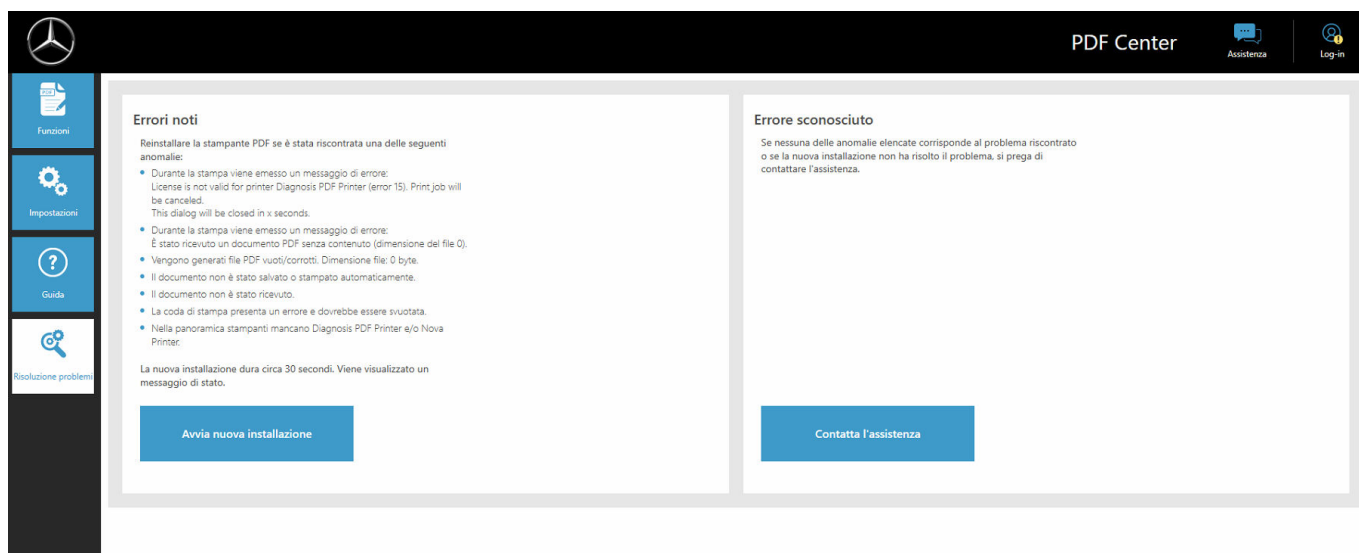 PDF Center
Assistenza
Log-in
PDF
Funzioni
Impostazioni
Guida
Risoluzione problemi
Errori noti
Reinstallare la stampante PDF se è stata riscontrata una delle seguenti
anomalie:
Durante la stampa viene emesso un messaggio di errore:
License is not valid for printer Diagnosis PDF Printer (error 15). Print job will
be canceled.
This dialog will be closed in x seconds.
Durante la stampa viene emesso un messaggio di errore:
È stato ricevuto un documento PDF senza contenuto (dimensione del file 0).
Vengono generati file PDF vuoti/corrotti. Dimensione file: 0 byte.
Il documento non è stato salvato o stampato automaticamente.
Il documento non è stato ricevuto.
La coda di stampa presenta un errore e dovrebbe essere svuotata.
Nella panoramica stampanti mancano Diagnosis PDF Printer e/o Nova
Printer.
La nuova installazione dura circa 30 secondi. Viene visualizzato un
messaggio di stato.
Avvia nuova installazione
Errore sconosciuto
Se nessuna delle anomalie elencate corrisponde al problema riscontrato
o se la nuova installazione non ha risolto il problema, si prega di
contattare l'assistenza.
Contatta l'assistenza